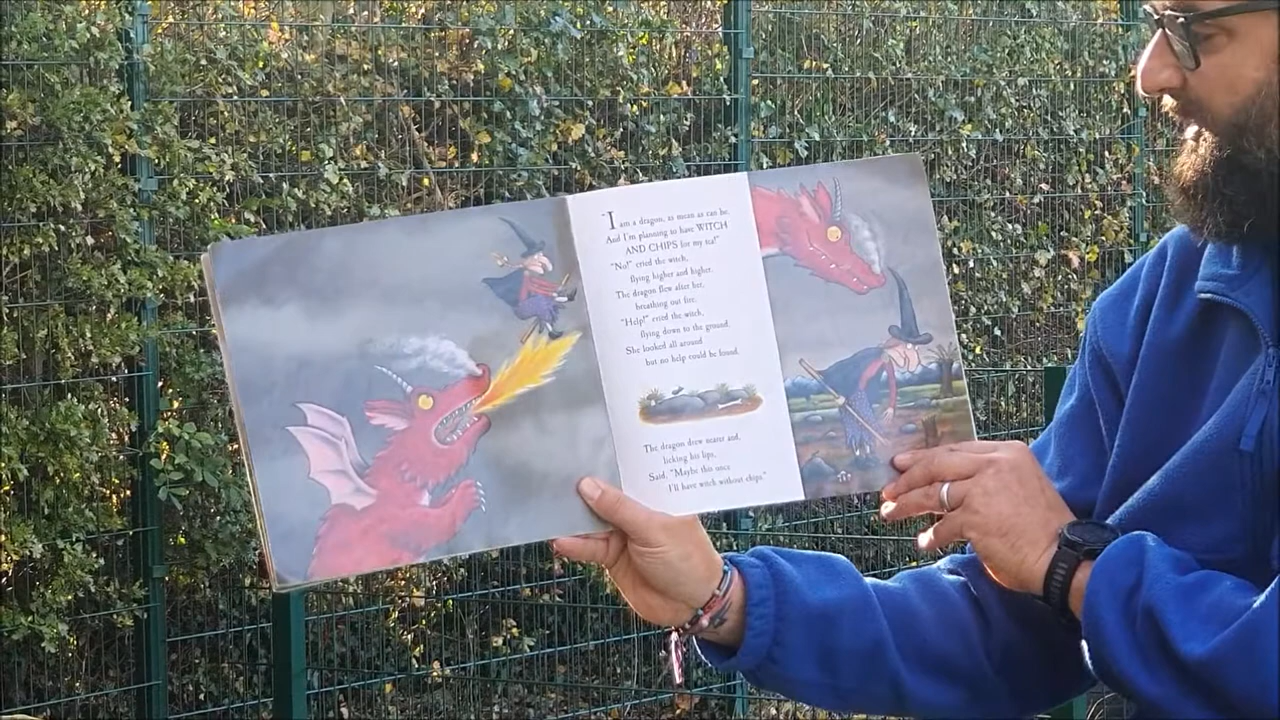 "I am a dragon, as mean as can be,
And I'm planning to have WITCH
AND CHIPS for my tea!"
"No!" cried the witch,
flying higher and higher.
The dragon flew after her,
breathing out fire.
"Help!" cried the witch,
flying down to the ground.
She looked all around
but no help could be found.
The dragon drew nearer and,
licking his lips,
Said, "Maybe this once
I'll have witch without chips."